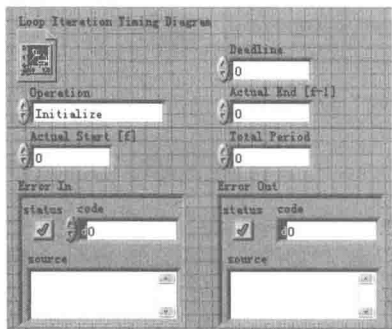 Loop Iteration Timing Diagram
Deadline
0
Operation
Initialize
Actual End [f-1]
0
Actual Start [f]
0
Total Period
0
Error In
Error Out
status code
0
status code
0
source
source